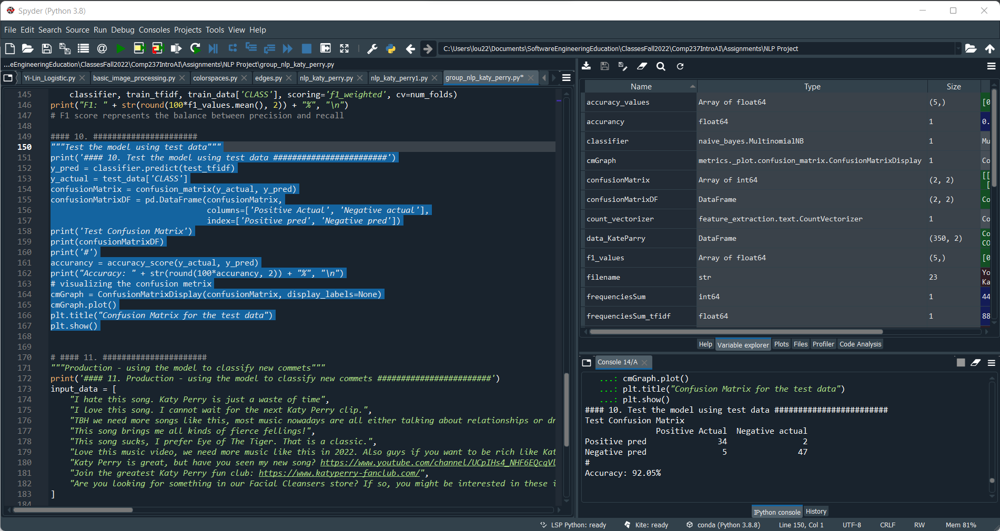 Spyder (Python 3.8)
File Edit Search Source Run Debug Consoles Projects Tools View Help
C:\Users\lou22\Documents\SoftwareEngineeringEducation\ClassesFall2022\Comp237IntroAI\Assignments\NLP Project
...eEngineeringEducation\ClassesFall2022\Comp237IntroAI\Assignments\NLP Project\group_nlp_katy_perry.py
Yi-Lin_Logistic.py basic_image_processing.py colorspaces.py edges.py nlp_katy_perry.py nlp_katy_perry1.py group_nlp_katy_perry.py*
145 classifier, train_tfidf, train_data['CLASS'], scoring='f1_weighted', cv=num_folds)
146 print("F1: " + str(round(100*f1_values.mean(), 2)) + "%", "\n")
147 # F1 score represents the balance between precision and recall
148
149 #### 10. ######################
150 """Test the model using test data"""
151 print('#### 10. Test the model using test data ########################')
152 y_pred = classifier.predict(test_tfidf)
153 y_actual = test_data['CLASS']
154 confusionMatrix = confusion_matrix(y_actual, y_pred)
155 confusionMatrixDF = pd.DataFrame(confusionMatrix,
156 columns=['Positive Actual', 'Negative actual'],
157 index=['Positive pred', 'Negative pred'])
158 print('Test Confusion Matrix')
159 print(confusionMatrixDF)
160 print('#')
161 accurancy = accuracy_score(y_actual, y_pred)
162 print("Accuracy: " + str(round(100*accurancy, 2)) + "%", "\n")
163 # visualizing the confusion metrix
164 cmGraph = ConfusionMatrixDisplay(confusionMatrix, display_labels=None)
165 cmGraph.plot()
166 plt.title("Confusion Matrix for the test data")
167 plt.show()
168
169
170 # #### 11. ######################
171 """Production - using the model to classify new commets"""
172 print('#### 11. Production - using the model to classify new commets ########################')
173 input_data = [
174 "I hate this song. Katy Perry is just a waste of time",
175 "I love this song. I cannot wait for the next Katy Perry clip.",
176 "TBH we need more songs like this, most music nowadays are all either talking about relationships or dr
177 "This song brings me all kinds of fierce fellings!",
178 "This song sucks, I prefer Eye of The Tiger. That is a classic.",
179 "Love this music video, we need more music like this in 2022. Also guys if you want to be rich like Kat
180 "Katy Perry is great, but have you seen my new song? https://www.youtube.com/channel/UCpIHs4_NHF6EQcqVl
181 "Join the greatest Katy Perry fun club: https://www.katyperry-fanclub.com/",
182 "Are you looking for something in our Facial Cleansers store? If so, you might be interested in these i
183 ]
184
Name Type Size
accuracy_values Array of float64 (5,) [0
accurancy float64 1 0.
classifier naive_bayes.MultinomialNB 1 Mu
cmGraph metrics._plot.confusion_matrix.ConfusionMatrixDisplay 1 Co
confusionMatrix Array of int64 (2, 2) [[
[
confusionMatrixDF DataFrame (2, 2) Co
count_vectorizer feature_extraction.text.CountVectorizer 1 Co
data_KateParry DataFrame (350, 2) Co
CO
f1_values Array of float64 (5,) [0
filename str 23 Yo
Ka
frequenciesSum int64 1 44
frequenciesSum_tfidf float64 1 88
Help Variable explorer Plots Files Profiler Code Analysis
Console 14/A
...: cmGraph.plot()
...: plt.title("Confusion Matrix for the test data")
...: plt.show()
#### 10. Test the model using test data ########################
Test Confusion Matrix
Positive Actual Negative actual
Positive pred 34 2
Negative pred 5 47
#
Accuracy: 92.05%
IPython console History
LSP Python: ready Kite: ready conda (Python 3.8.8) Line 150, Col 1 UTF-8 CRLF RW Mem 81%